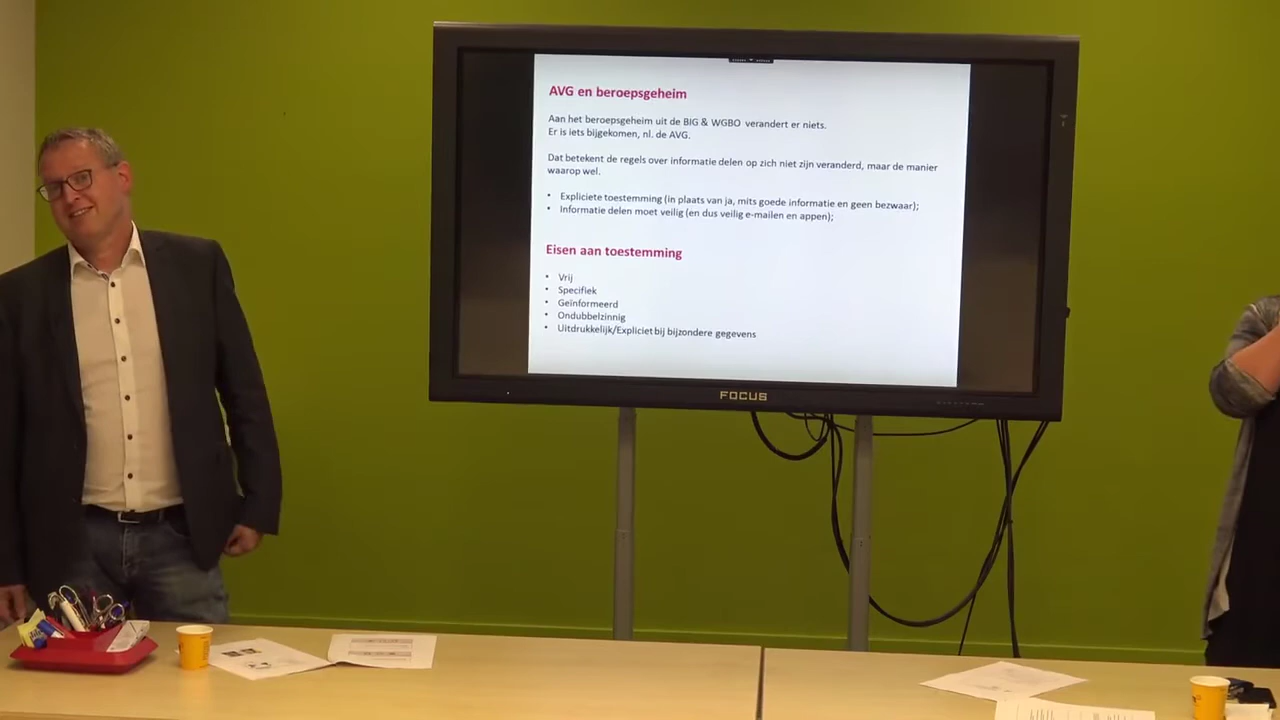 AVG en beroepsgeheim
Aan het beroepsgeheim uit de BIG & WGBO verandert er niets.
Er is iets bijgekomen, nl. de AVG.
Dat betekent de regels over informatie delen op zich niet zijn veranderd, maar de manier
waarop wel.
• Expliciete toestemming (in plaats van ja, mits goede informatie en geen bezwaar);
• Informatie delen moet veilig (en dus veilig e-mailen en appen);
Eisen aan toestemming
• Vrij
• Specifiek
• Geïnformeerd
• Ondubbelzinnig
• Uitdrukkelijk/Expliciet bij bijzondere gegevens
FOCUS